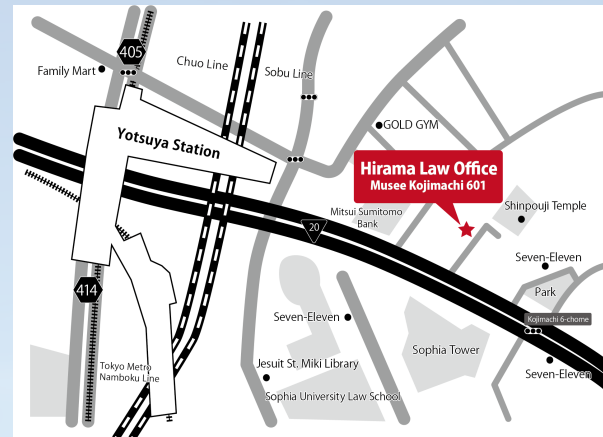 405
Family Mart
Chuo Line
Sobu Line
Yotsuya Station
GOLD GYM
Hirama Law Office
Musee Kojimachi 601
Mitsui Sumitomo
Bank
20
Shinpouji Temple
Seven-Eleven
Park
414
Seven-Eleven
Kojimachi 6-chome
Tokyo Metro
Namboku Line
Jesuit St, Miki Library
Sophia Tower
Seven-Eleven
Sophia University Law School